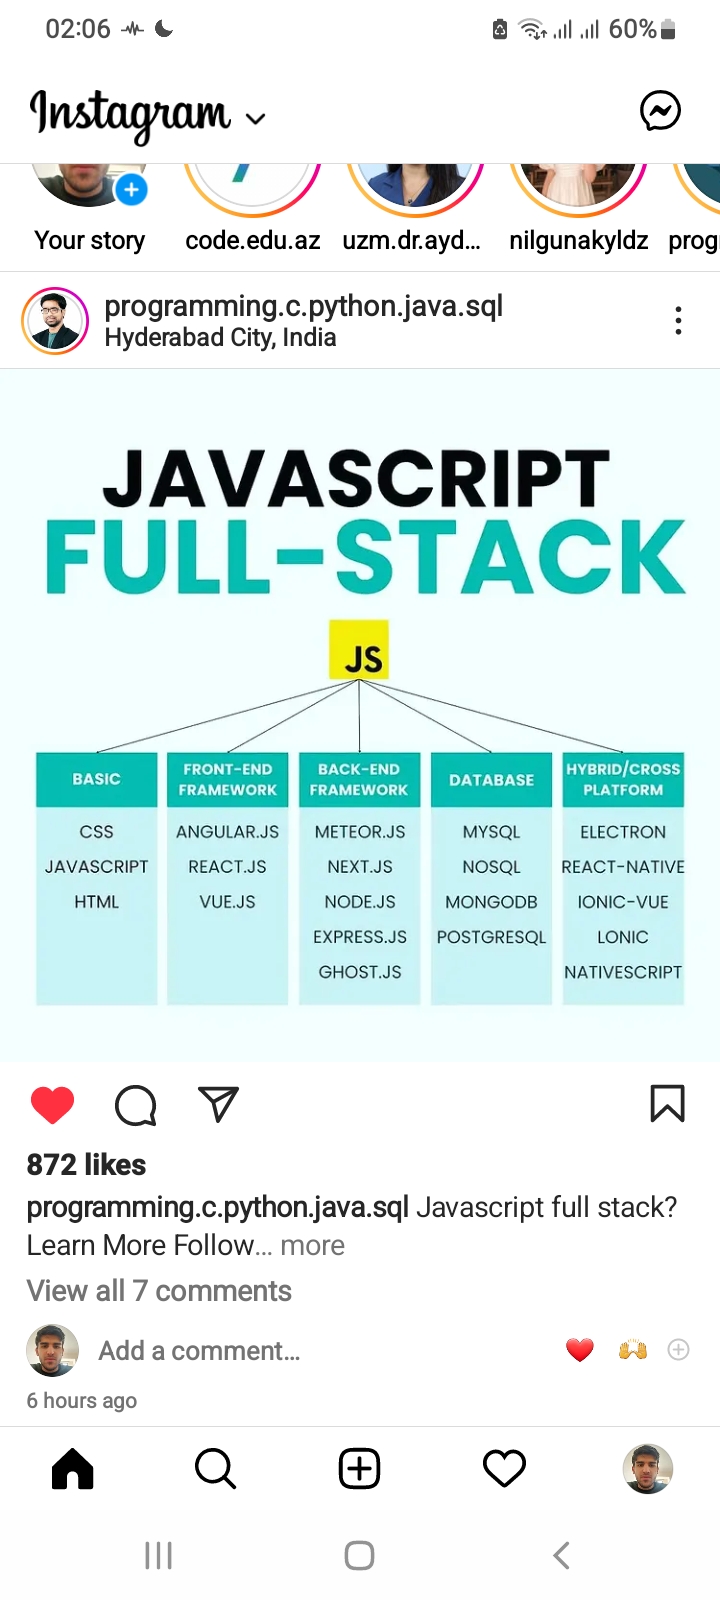 02:06 60%
Instagram
Your story code.edu.az uzm.dr.ayd... nilgunakyldz prog
programming.c.python.java.sql
Hyderabad City, India
JAVASCRIPT
FULL-STACK
JS
BASIC
CSS
JAVASCRIPT
HTML
FRONT-END
FRAMEWORK
ANGULAR.JS
REACT.JS
VUE.JS
BACK-END
FRAMEWORK
METEOR.JS
NEXT.JS
NODE.JS
EXPRESS.JS
GHOST.JS
DATABASE
MYSQL
NOSQL
MONGODB
POSTGRESQL
HYBRID/CROSS
PLATFORM
ELECTRON
REACT-NATIVE
IONIC-VUE
LONIC
NATIVESCRIPT
872 likes
programming.c.python.java.sql Javascript full stack?
Learn More Follow... more
View all 7 comments
Add a comment...
6 hours ago